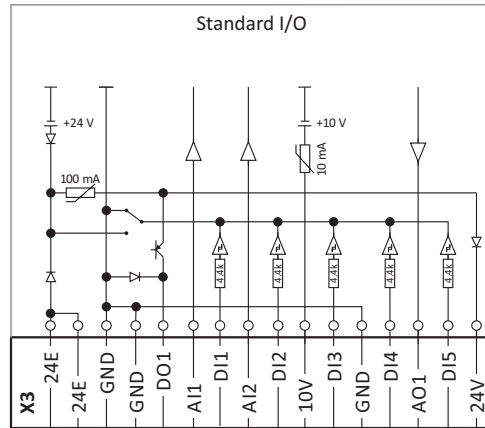 Standard I/O
+24 V
+10 V
100 mA
10 mA
4.4k
4.4k
4.4k
4.4k
4.4k
X3
24E
24E
GND
GND
DO1
AI1
DI1
AI2
DI2
10V
DI3
GND
DI4
AO1
DI5
24V